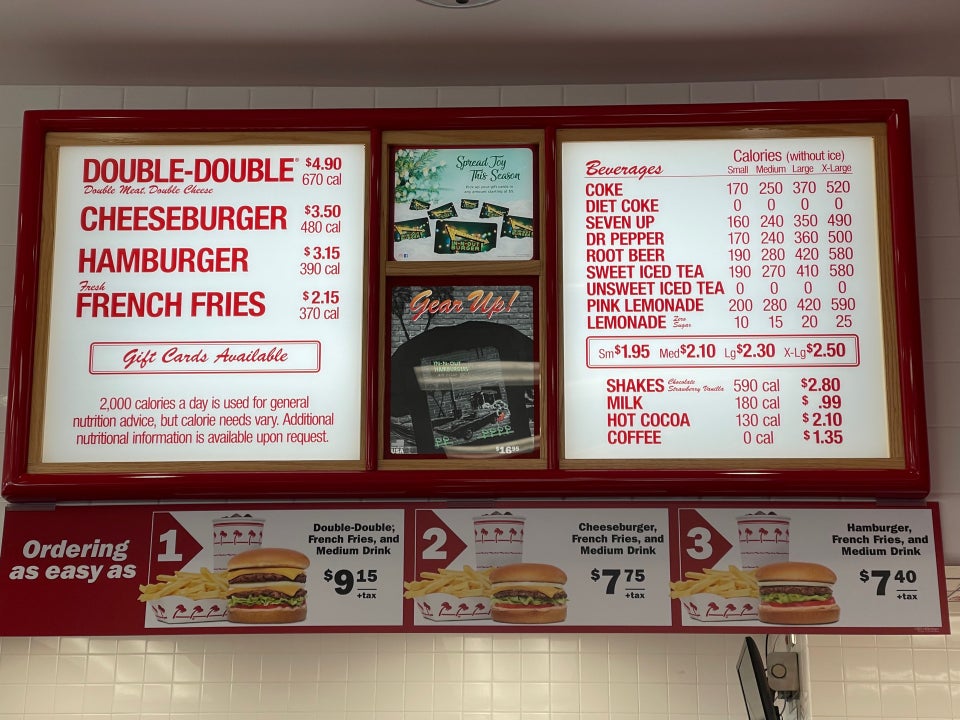 DOUBLE-DOUBLE® $4.90
Double Meat, Double Cheese 670 cal
CHEESEBURGER $3.50
480 cal
HAMBURGER $3.15
390 cal
Fresh
FRENCH FRIES $2.15
370 cal
Gift Cards Available
2,000 calories a day is used for general
nutrition advice, but calorie needs vary. Additional
nutritional information is available upon request.
Spread Joy
This Season
IN-N-OUT
BURGER
Gear Up!
IN-N-OUT
HAMBURGERS
USA
$16.95
Beverages Calories (without ice)
Small Medium Large X-Large
COKE 170 250 370 520
DIET COKE 0 0 0 0
SEVEN UP 160 240 350 490
DR PEPPER 170 240 360 500
ROOT BEER 190 280 420 580
SWEET ICED TEA 190 270 410 580
UNSWEET ICED TEA 0 0 0 0
PINK LEMONADE 200 280 420 590
LEMONADE Zero Sugar 10 15 20 25
Sm $1.95 Med $2.10 Lg $2.30 X-Lg $2.50
SHAKES Chocolate Strawberry Vanilla 590 cal $2.80
MILK 180 cal $ .99
HOT COCOA 130 cal $2.10
COFFEE 0 cal $1.35
Ordering
as easy as
1
Double-Double,
French Fries, and
Medium Drink
$9 15
+tax
2
Cheeseburger,
French Fries, and
Medium Drink
$7 75
+tax
3
Hamburger,
French Fries, and
Medium Drink
$7 40
+tax